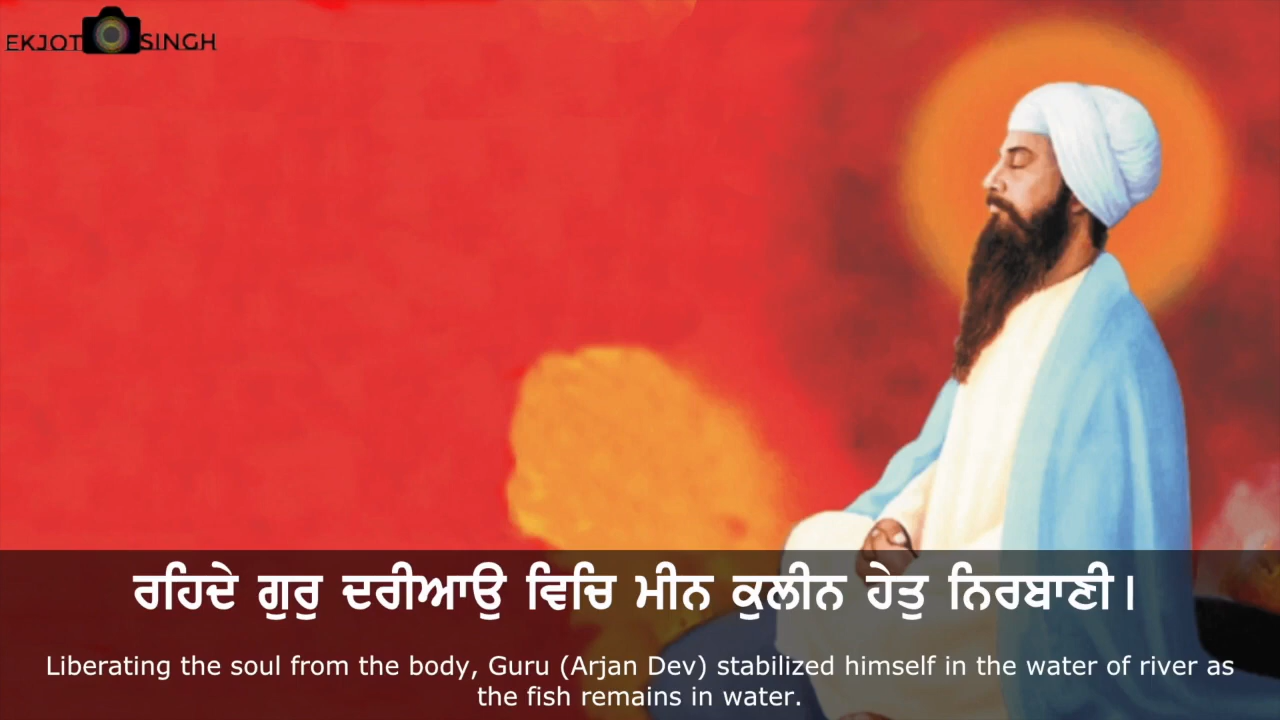 EKJOT SINGH
ਰਹਿਦੇ ਗੁਰੁ ਦਰੀਆਉ ਵਿਚਿ ਮੀਨ ਕੁਲੀਨ ਹੇਤੁ ਨਿਰਬਾਣੀ।
Liberating the soul from the body, Guru (Arjan Dev) stabilized himself in the water of river as
the fish remains in water.